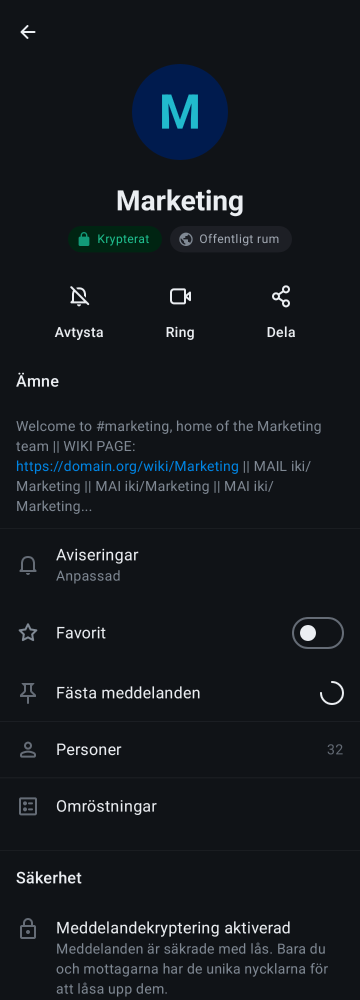 M
Marketing
Krypterat
Offentligt rum
Avtysta
Ring
Dela
Ämne
Welcome to #marketing, home of the Marketing
team || WIKI PAGE:
https://domain.org/wiki/Marketing || MAIL iki/
Marketing || MAI iki/Marketing || MAI iki/
Marketing...
Aviseringar
Anpassad
Favorit
Fästa meddelanden
Personer
32
Omröstningar
Säkerhet
Meddelandekryptering aktiverad
Meddelanden är säkrade med lås. Bara du
och mottagarna har de unika nycklarna för
att låsa upp dem.